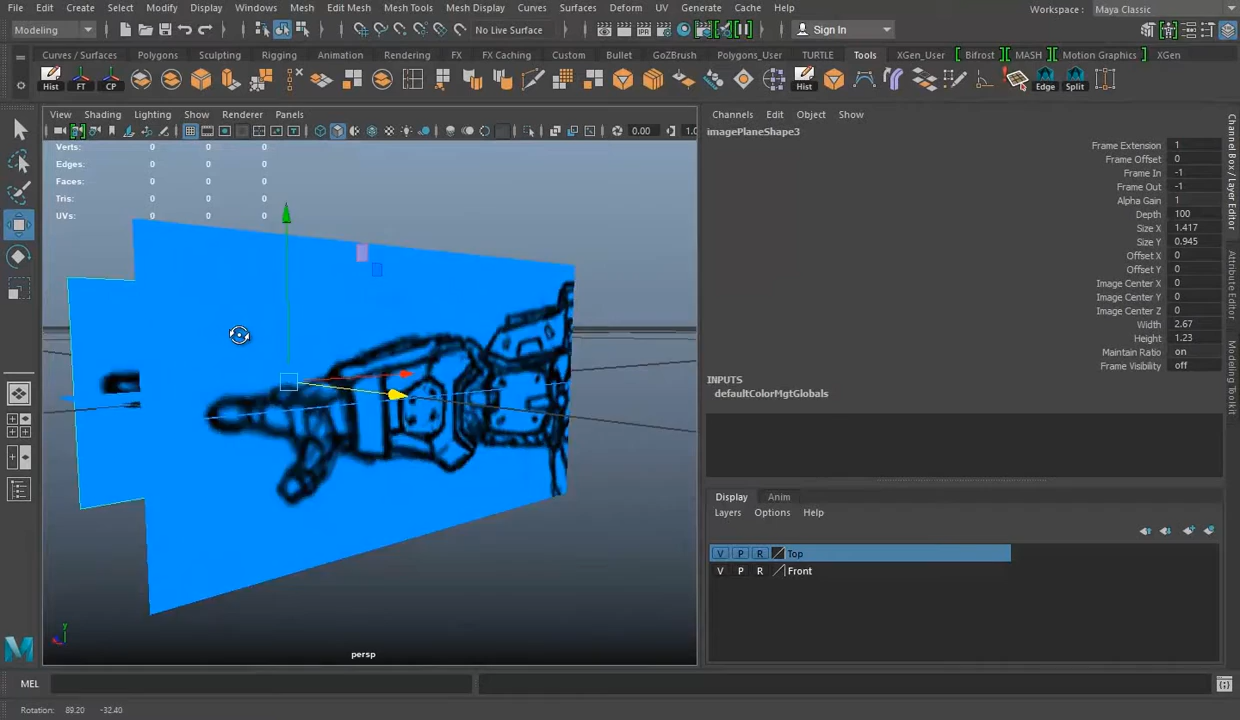 File Edit Create Select Modify Display Windows Mesh Edit Mesh Mesh Tools Mesh Display Curves Surfaces Deform UV Generate Cache Help Workspace : Maya Classic
Modeling No Live Surface Sign In
Curves / Surfaces Polygons Sculpting Rigging Animation Rendering FX FX Caching Custom Bullet GoZBrush Polygons_User TURTLE Tools XGen_User Bifrost MASH Motion Graphics XGen
Hist FT CP Hist Edge Split
View Shading Lighting Show Renderer Panels
0.00 1.0
Verts: 0 0 0
Edges: 0 0 0
Faces: 0 0 0
Tris: 0 0 0
UVs: 0 0 0
persp
Channels Edit Object Show
imagePlaneShape3
Frame Extension 1
Frame Offset 0
Frame In -1
Frame Out -1
Alpha Gain 1
Depth 100
Size X 1.417
Size Y 0.945
Offset X 0
Offset Y 0
Image Center X 0
Image Center Y 0
Image Center Z 0
Width 2.67
Height 1.23
Maintain Ratio on
Frame Visibility off
INPUTS
defaultColorMgtGlobals
Display Anim
Layers Options Help
V P R Top
V P R Front
Channel Box / Layer Editor
Attribute Editor
Modeling Toolkit
MEL
Rotation: 89.20 -32.40